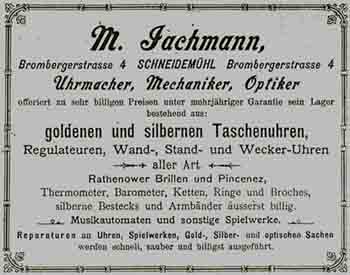 M. Jachmann,
Brombergerstrasse 4 SCHNEIDEMÜHL Brombergerstrasse 4
Uhrmacher, Mechaniker, Optiker
offeriert zu sehr billigen Preisen unter mehrjähriger Garantie sein Lager
bestehend aus:
goldenen und silbernen Taschenuhren,
Regulateuren, Wand-, Stand- und Wecker-Uhren
aller Art
Rathenower Brillen und Pincenez,
Thermometer, Barometer, Ketten, Ringe und Broches,
silberne Bestecks und Armbänder äusserst billig.
Musikautomaten und sonstige Spielwerke.
Reparaturen an Uhren, Spielwerken, Gold-, Silber- und optischen Sachen
werden schnell, sauber und billigst ausgeführt.